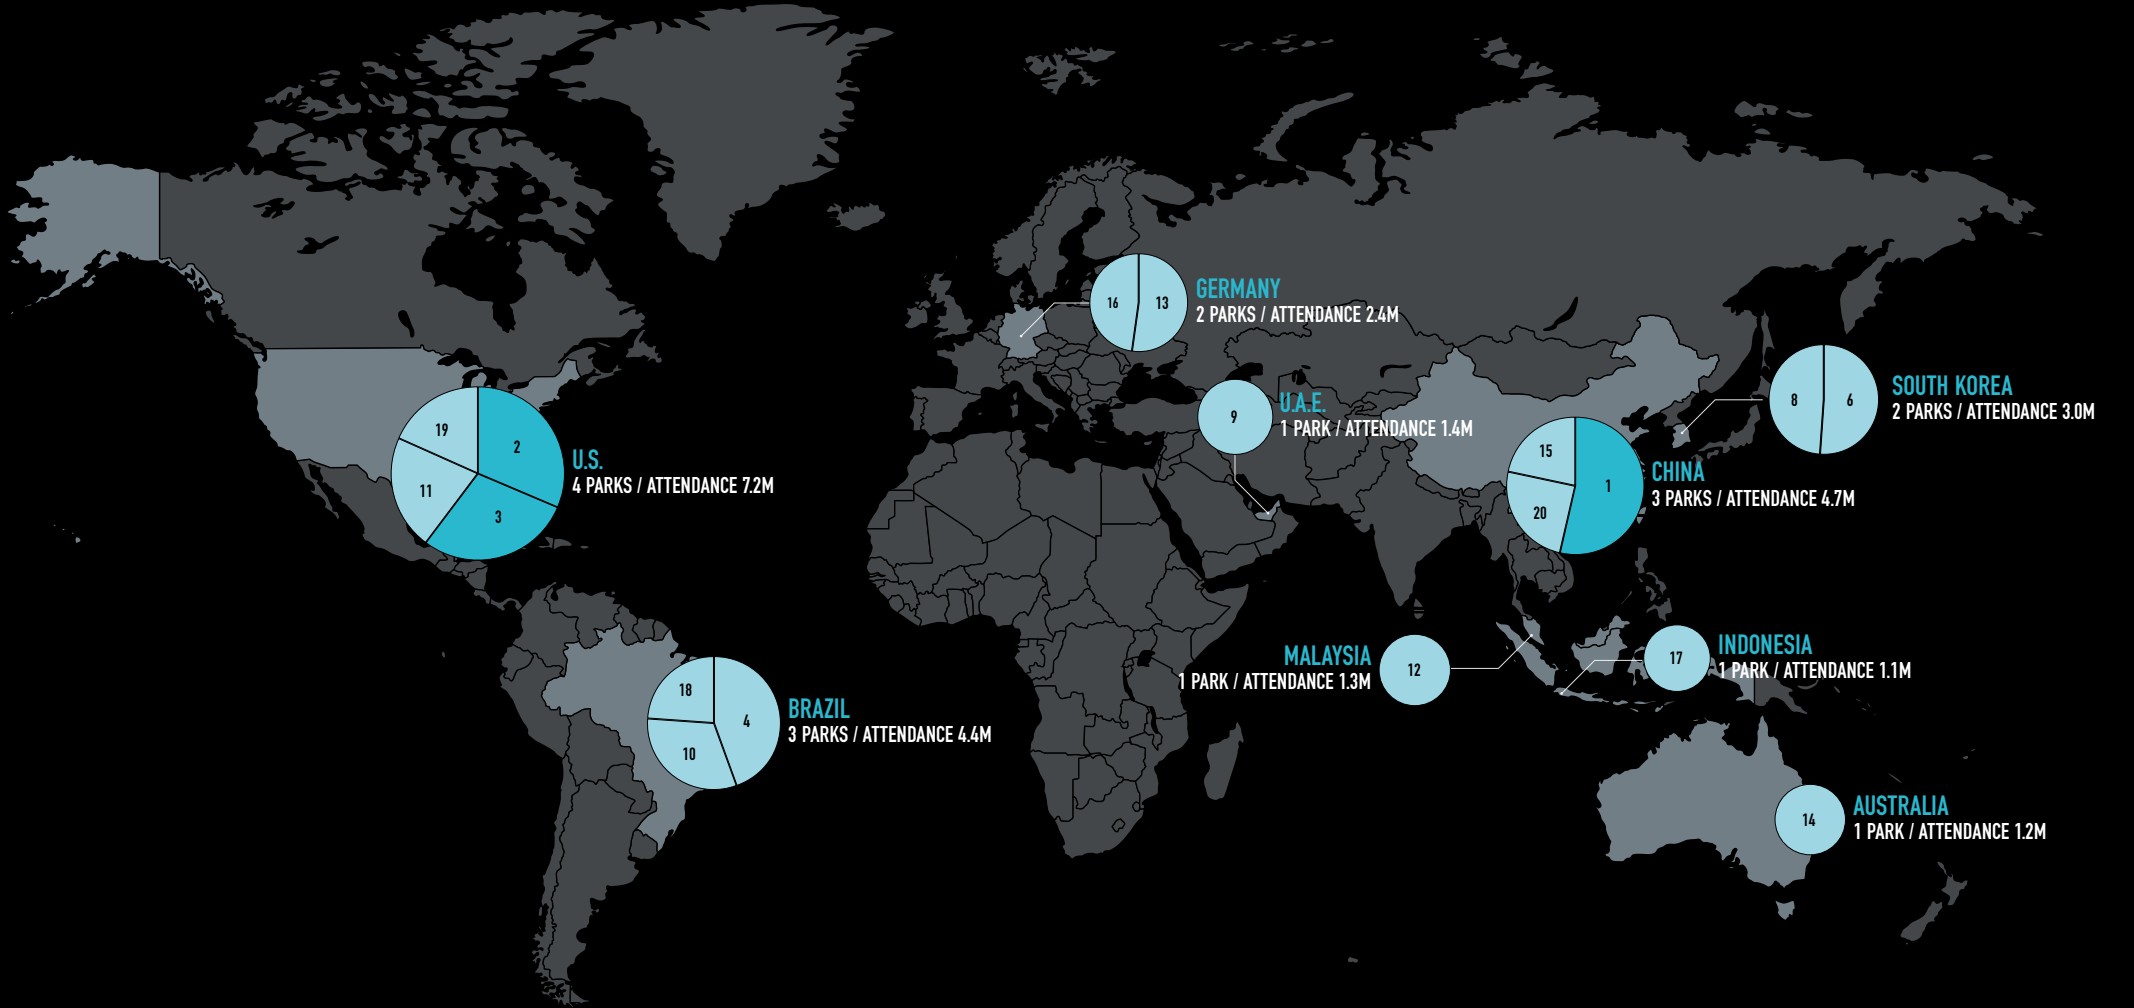 16
13
GERMANY
2 PARKS / ATTENDANCE 2.4M
8
6
SOUTH KOREA
2 PARKS / ATTENDANCE 3.0M
9
U.A.E.
1 PARK / ATTENDANCE 1.4M
19
2
11
3
U.S.
4 PARKS / ATTENDANCE 7.2M
15
1
20
CHINA
3 PARKS / ATTENDANCE 4.7M
MALAYSIA
1 PARK / ATTENDANCE 1.3M
12
17
INDONESIA
1 PARK / ATTENDANCE 1.1M
18
4
10
BRAZIL
3 PARKS / ATTENDANCE 4.4M
14
AUSTRALIA
1 PARK / ATTENDANCE 1.2M